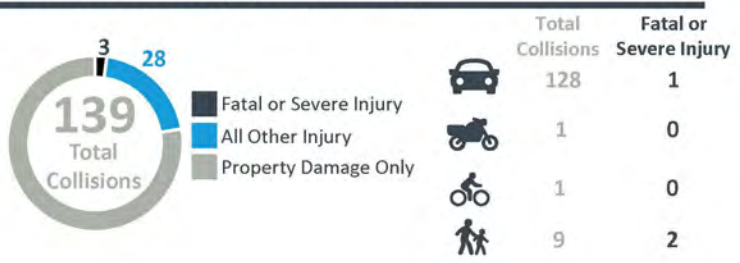 3
28
139
Total
Collisions
Fatal or Severe Injury
All Other Injury
Property Damage Only
Total Fatal or
Collisions Severe Injury
128 1
1 0
1 0
9 2